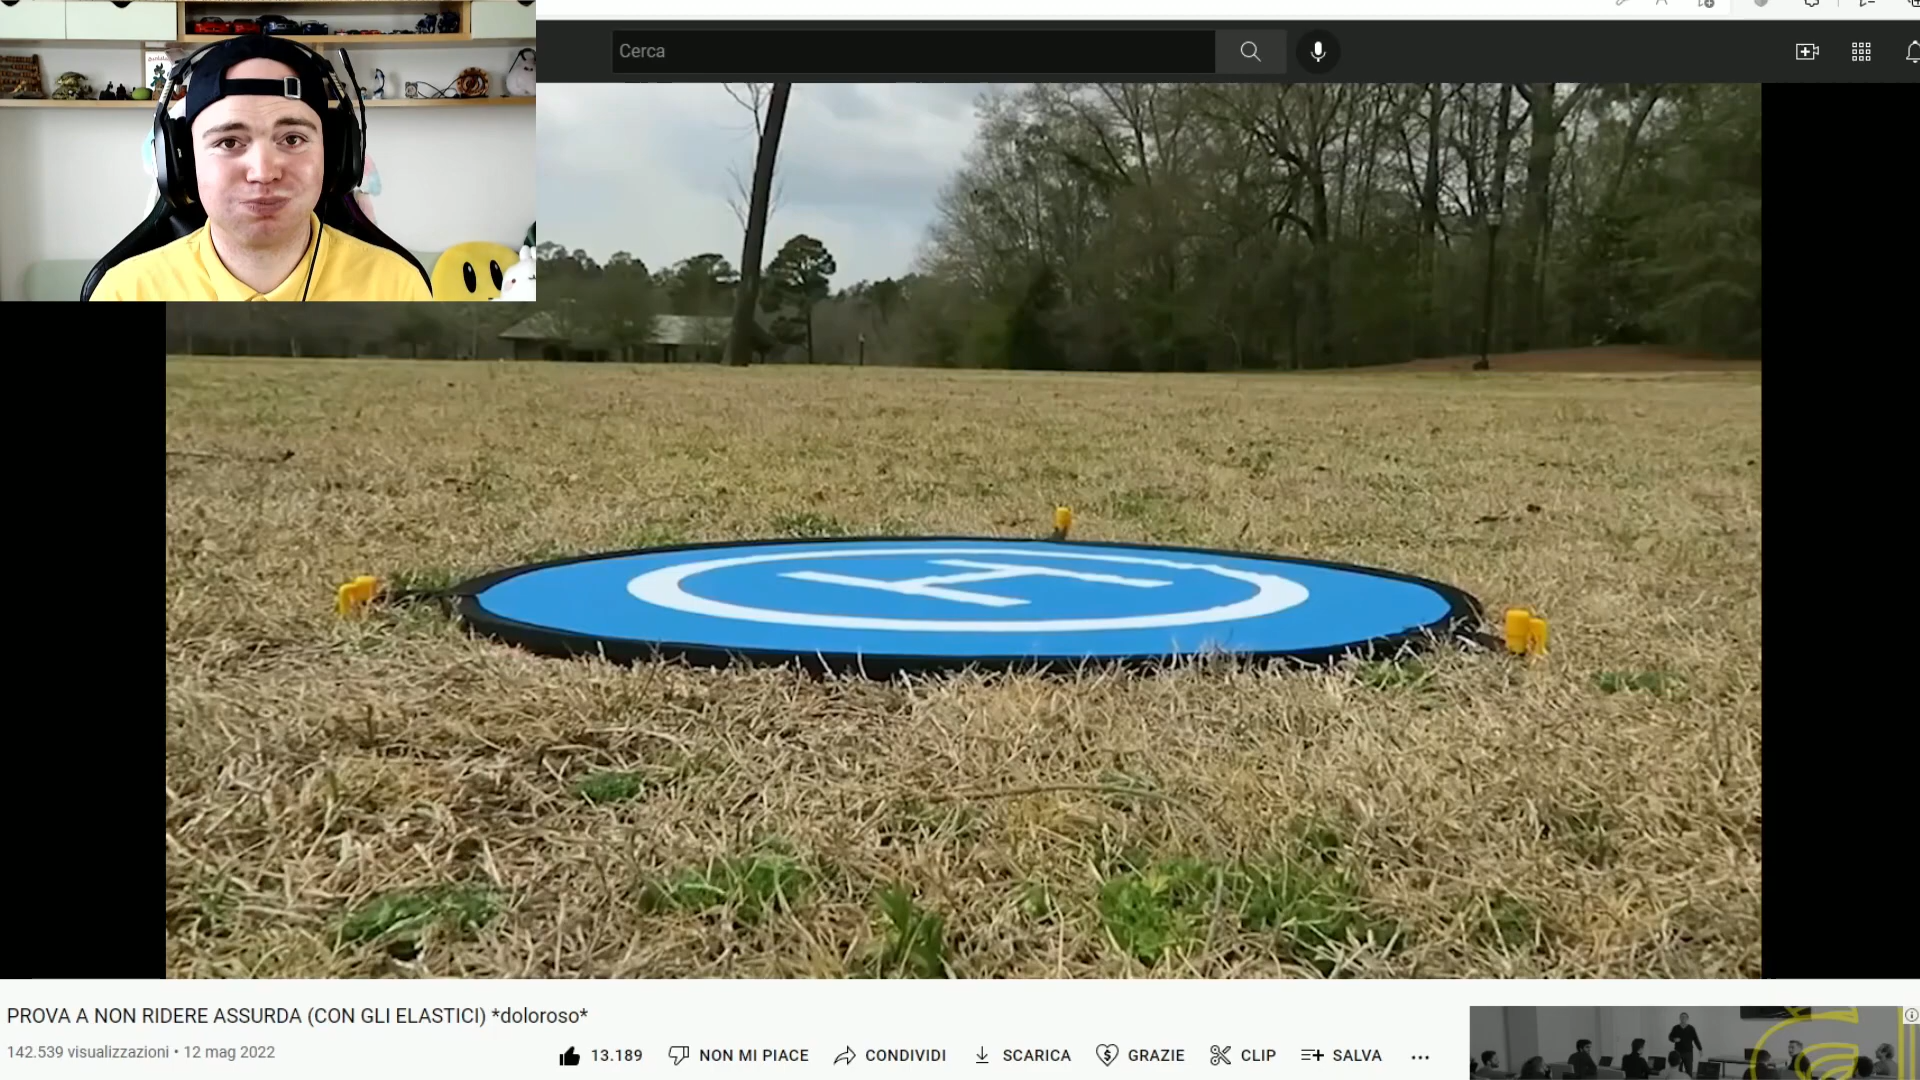 Cerca
H
PROVA A NON RIDERE ASSURDA (CON GLI ELASTICI) *doloroso*
142.539 visualizzazioni • 12 mag 2022
13.189 NON MI PIACE CONDIVIDI SCARICA GRAZIE CLIP SALVA ...